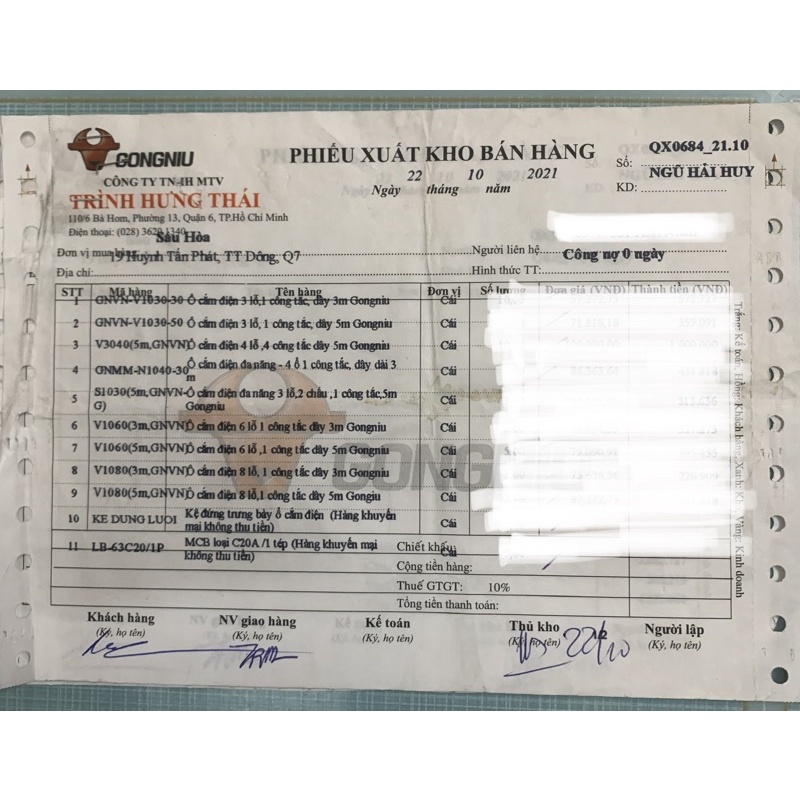 GONGNIU
CÔNG TY TNHH MTV
TRÌNH HƯNG THÁI
110/6 Bà Hom, Phường 13, Quận 6, TP.Hồ Chí Minh
Điện thoại: (028) 3620 1340
PHIẾU XUẤT KHO BÁN HÀNG
Ngày 22 tháng 10 năm 2021
Số: QX0684_21.10
KD: NGŨ HẢI HUY
Sáu Hòa
Đơn vị mua hàng
19 Huỳnh Tấn Phát, TT Đông, Q7
Địa chỉ:
Người liên hệ
Công nợ 0 ngày
Hình thức TT:
STT Mã hàng Tên hàng Đơn vị Số lượng Đơn giá (VNĐ) Thành tiền (VNĐ)
1 GNVN-V1030-30 Ổ cắm điện 3 lỗ,1 công tắc, dây 3m Gongniu Cái
2 GNVN-V1030-50 Ổ cắm điện 3 lỗ, 1 công tắc, dây 5m Gongniu Cái
3 V3040(5m,GNVN) Ổ cắm điện 4 lỗ ,4 công tắc dây 5m Gongniu Cái
4 GNMM-N1040-30 Ổ cắm điện đa năng - 4 ổ 1 công tắc, dây dài 3 Cái
m
5 S1030(5m,GNVN- Ổ cắm điện đa năng 3 lỗ,2 chấu ,1 công tắc,5m Cái
G) Gongniu
6 V1060(3m,GNVN) Ổ cắm điện 6 lỗ, 1 công tắc dây 3m Gongniu Cái
7 V1060(5m,GNVN) Ổ cắm điện 6 lỗ ,1 công tắc dây 5m Gongniu Cái
8 V1080(3m,GNVN) Ổ cắm điện 8 lỗ,1 công tắc dây 3m Gongniu Cái
9 V1080(5m,GNVN) Ổ cắm điện 8 lỗ,1 công tắc dây 5m Gongiu Cái
10 KE DUNG LUOI Kệ đứng trưng bày ổ cắm điện (Hàng khuyến Cái
mại không thu tiền)
11 LB-63C20/1P MCB loại C20A /1 tép (Hàng khuyến mại Cái
không thu tiền)
Chiết khấu:
Cộng tiền hàng:
Thuế GTGT: 10%
Tổng tiền thanh toán:
Trắng: Kế toán, Hồng: Khách hàng, Xanh: Kho, Vàng: Kinh doanh
Khách hàng NV giao hàng Kế toán Thủ kho Người lập
(Ký, họ tên) (Ký, họ tên) (Ký, họ tên) (Ký, họ tên) (Ký, họ tên)
22/10
GONGNIU